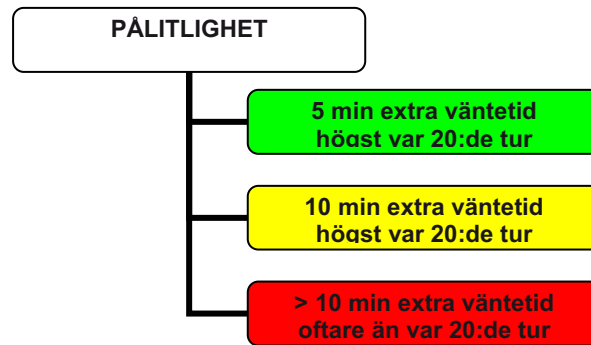 PÅLITLIGHET
5 min extra väntetid
högst var 20:de tur
10 min extra väntetid
högst var 20:de tur
> 10 min extra väntetid
oftare än var 20:de tur